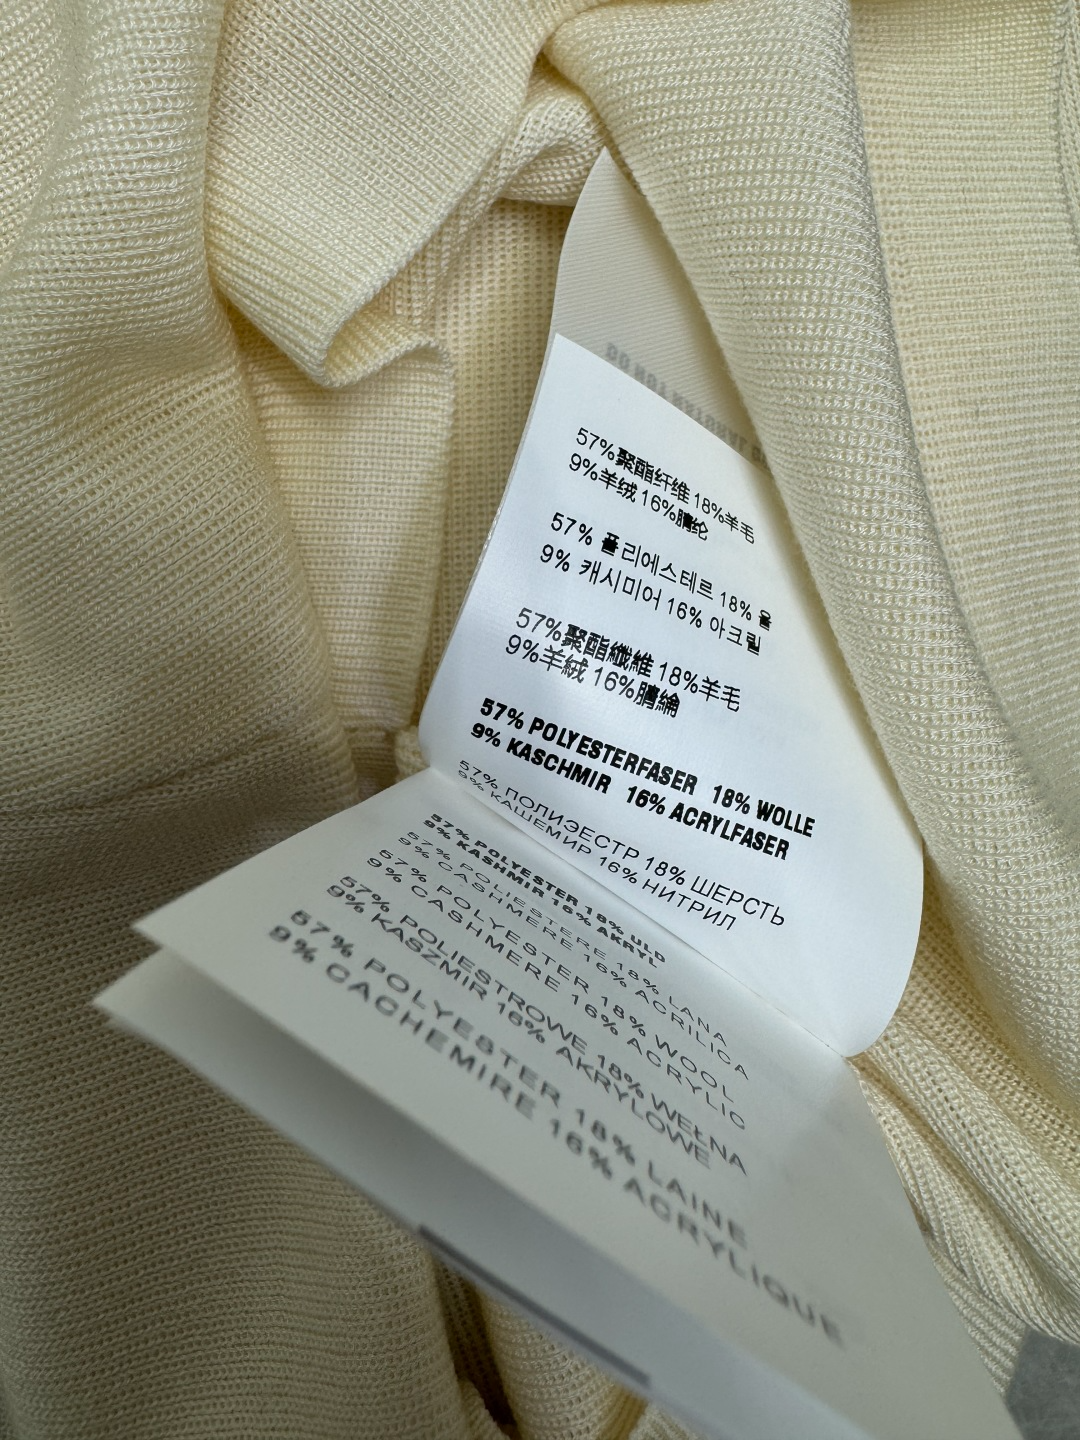 57%聚酯纤维 18%羊毛
9%羊绒 16%腈纶
57% 폴리에스테르 18% 울
9% 캐시미어 16% 아크릴
57%聚酯纖維 18%羊毛
9%羊絨 16%腈綸
57% POLYESTERFASER 18% WOLLE
9% KASCHMIR 16% ACRYLFASER
57% ПОЛИЭЕСТР 18% ШЕРСТЬ
9% КАШЕМИР 16% НИТРИЛ
57% POLYESTER 18% ULD
9% KASHMIR 16% AKRYL
57% POLIESTERE 18% LANA
9% CASHMERE 16% ACRILICA
57% POLYESTER 18% WOOL
9% CASHMERE 16% ACRYLIC
57% POLIESTROWE 18% WEŁNA
9% KASZMIR 16% AKRYLOWE
57% POLYESTER 18% LAINE
9% CACHEMIRE 16% ACRYLIQUE